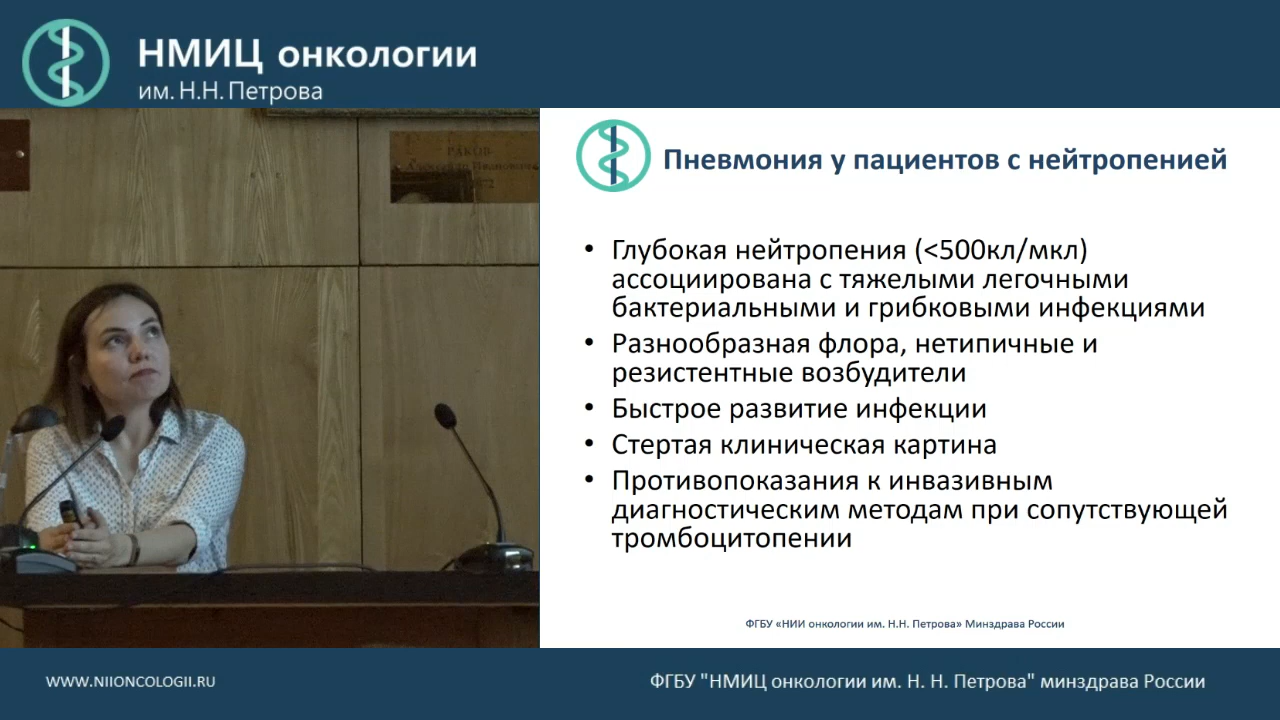 НМИЦ онкологии
им. Н.Н. Петрова
РАКОВ
Пневмония у пациентов с нейтропенией
• Глубокая нейтропения (<500кл/мкл)
ассоциирована с тяжелыми легочными
бактериальными и грибковыми инфекциями
• Разнообразная флора, нетипичные и
резистентные возбудители
• Быстрое развитие инфекции
• Стертая клиническая картина
• Противопоказания к инвазивным
диагностическим методам при сопутствующей
тромбоцитопении
ФГБУ «НИИ онкологии им. Н.Н. Петрова» Минздрава России
WWW.NIIONCOLOGII.RU
ФГБУ "НМИЦ онкологии им. Н. Н. Петрова" минздрава России